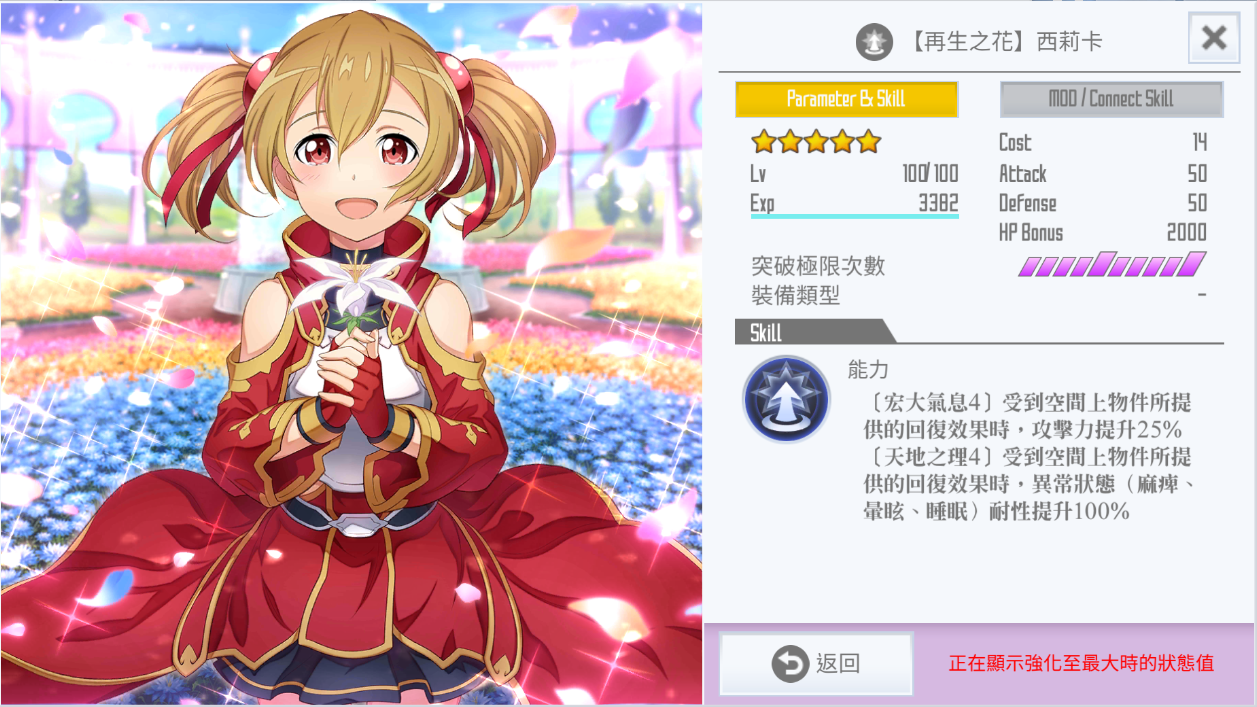 【再生之花】西莉卡
Parameter & Skill
MOD / Connect Skill
Lv 100/100
Exp 3382
Cost 14
Attack 50
Defense 50
HP Bonus 2000
突破極限次數
裝備類型 -
Skill
能力
〔宏大氣息4〕受到空間上物件所提
供的回復效果時，攻擊力提升25%
〔天地之理4〕受到空間上物件所提
供的回復效果時，異常狀態（麻痺、
暈眩、睡眠）耐性提升100%
返回
正在顯示強化至最大時的狀態值